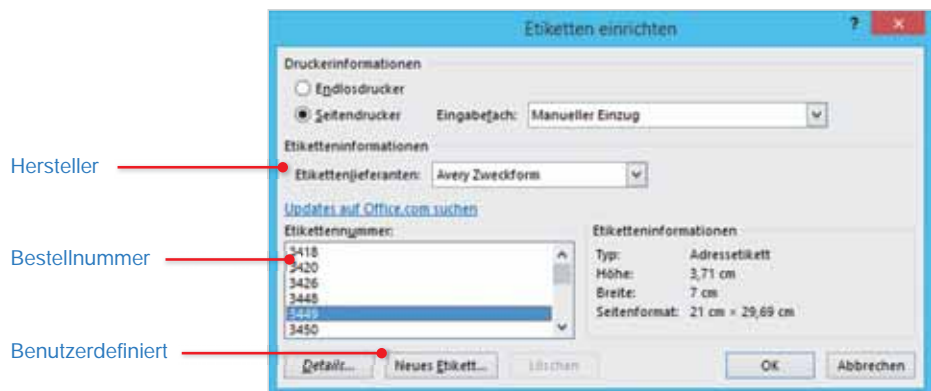 Etiketten einrichten
?
Druckerinformationen
Endlosdrucker
Seitendrucker Eingabefach: Manueller Einzug
Etiketteninformationen
Hersteller
Etikettenlieferanten: Avery Zweckform
Updates auf Office.com suchen
Etikettennummer:
3418
3420
3426
3448
3449
3450
Etiketteninformationen
Typ: Adressetikett
Höhe: 3,71 cm
Breite: 7 cm
Seitenformat: 21 cm × 29,69 cm
Bestellnummer
Benutzerdefiniert
Details... Neues Etikett... Löschen OK Abbrechen